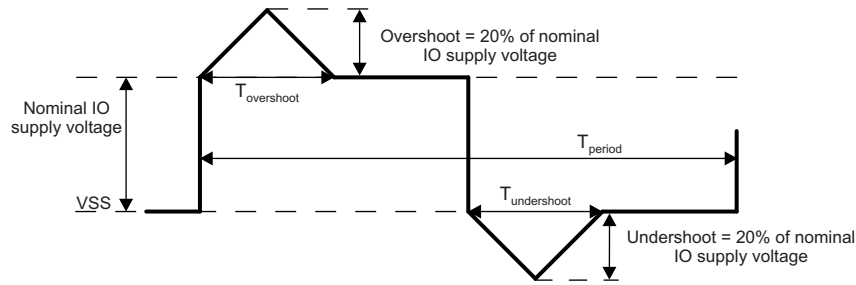 Overshoot = 20% of nominal
IO supply voltage
Nominal IO
supply voltage
Tovershoot
Tperiod
VSS
Tundershoot
Undershoot = 20% of nominal
IO supply voltage